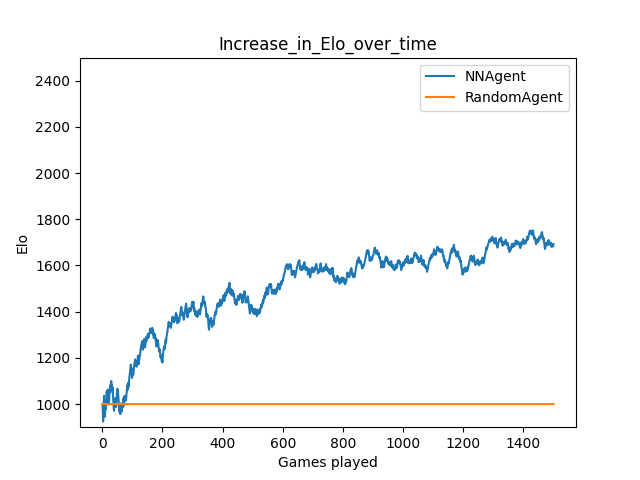 Increase_in_Elo_over_time
NNAgent
RandomAgent
2400
2200
2000
1800
1600
1400
1200
1000
Elo
0 200 400 600 800 1000 1200 1400
Games played